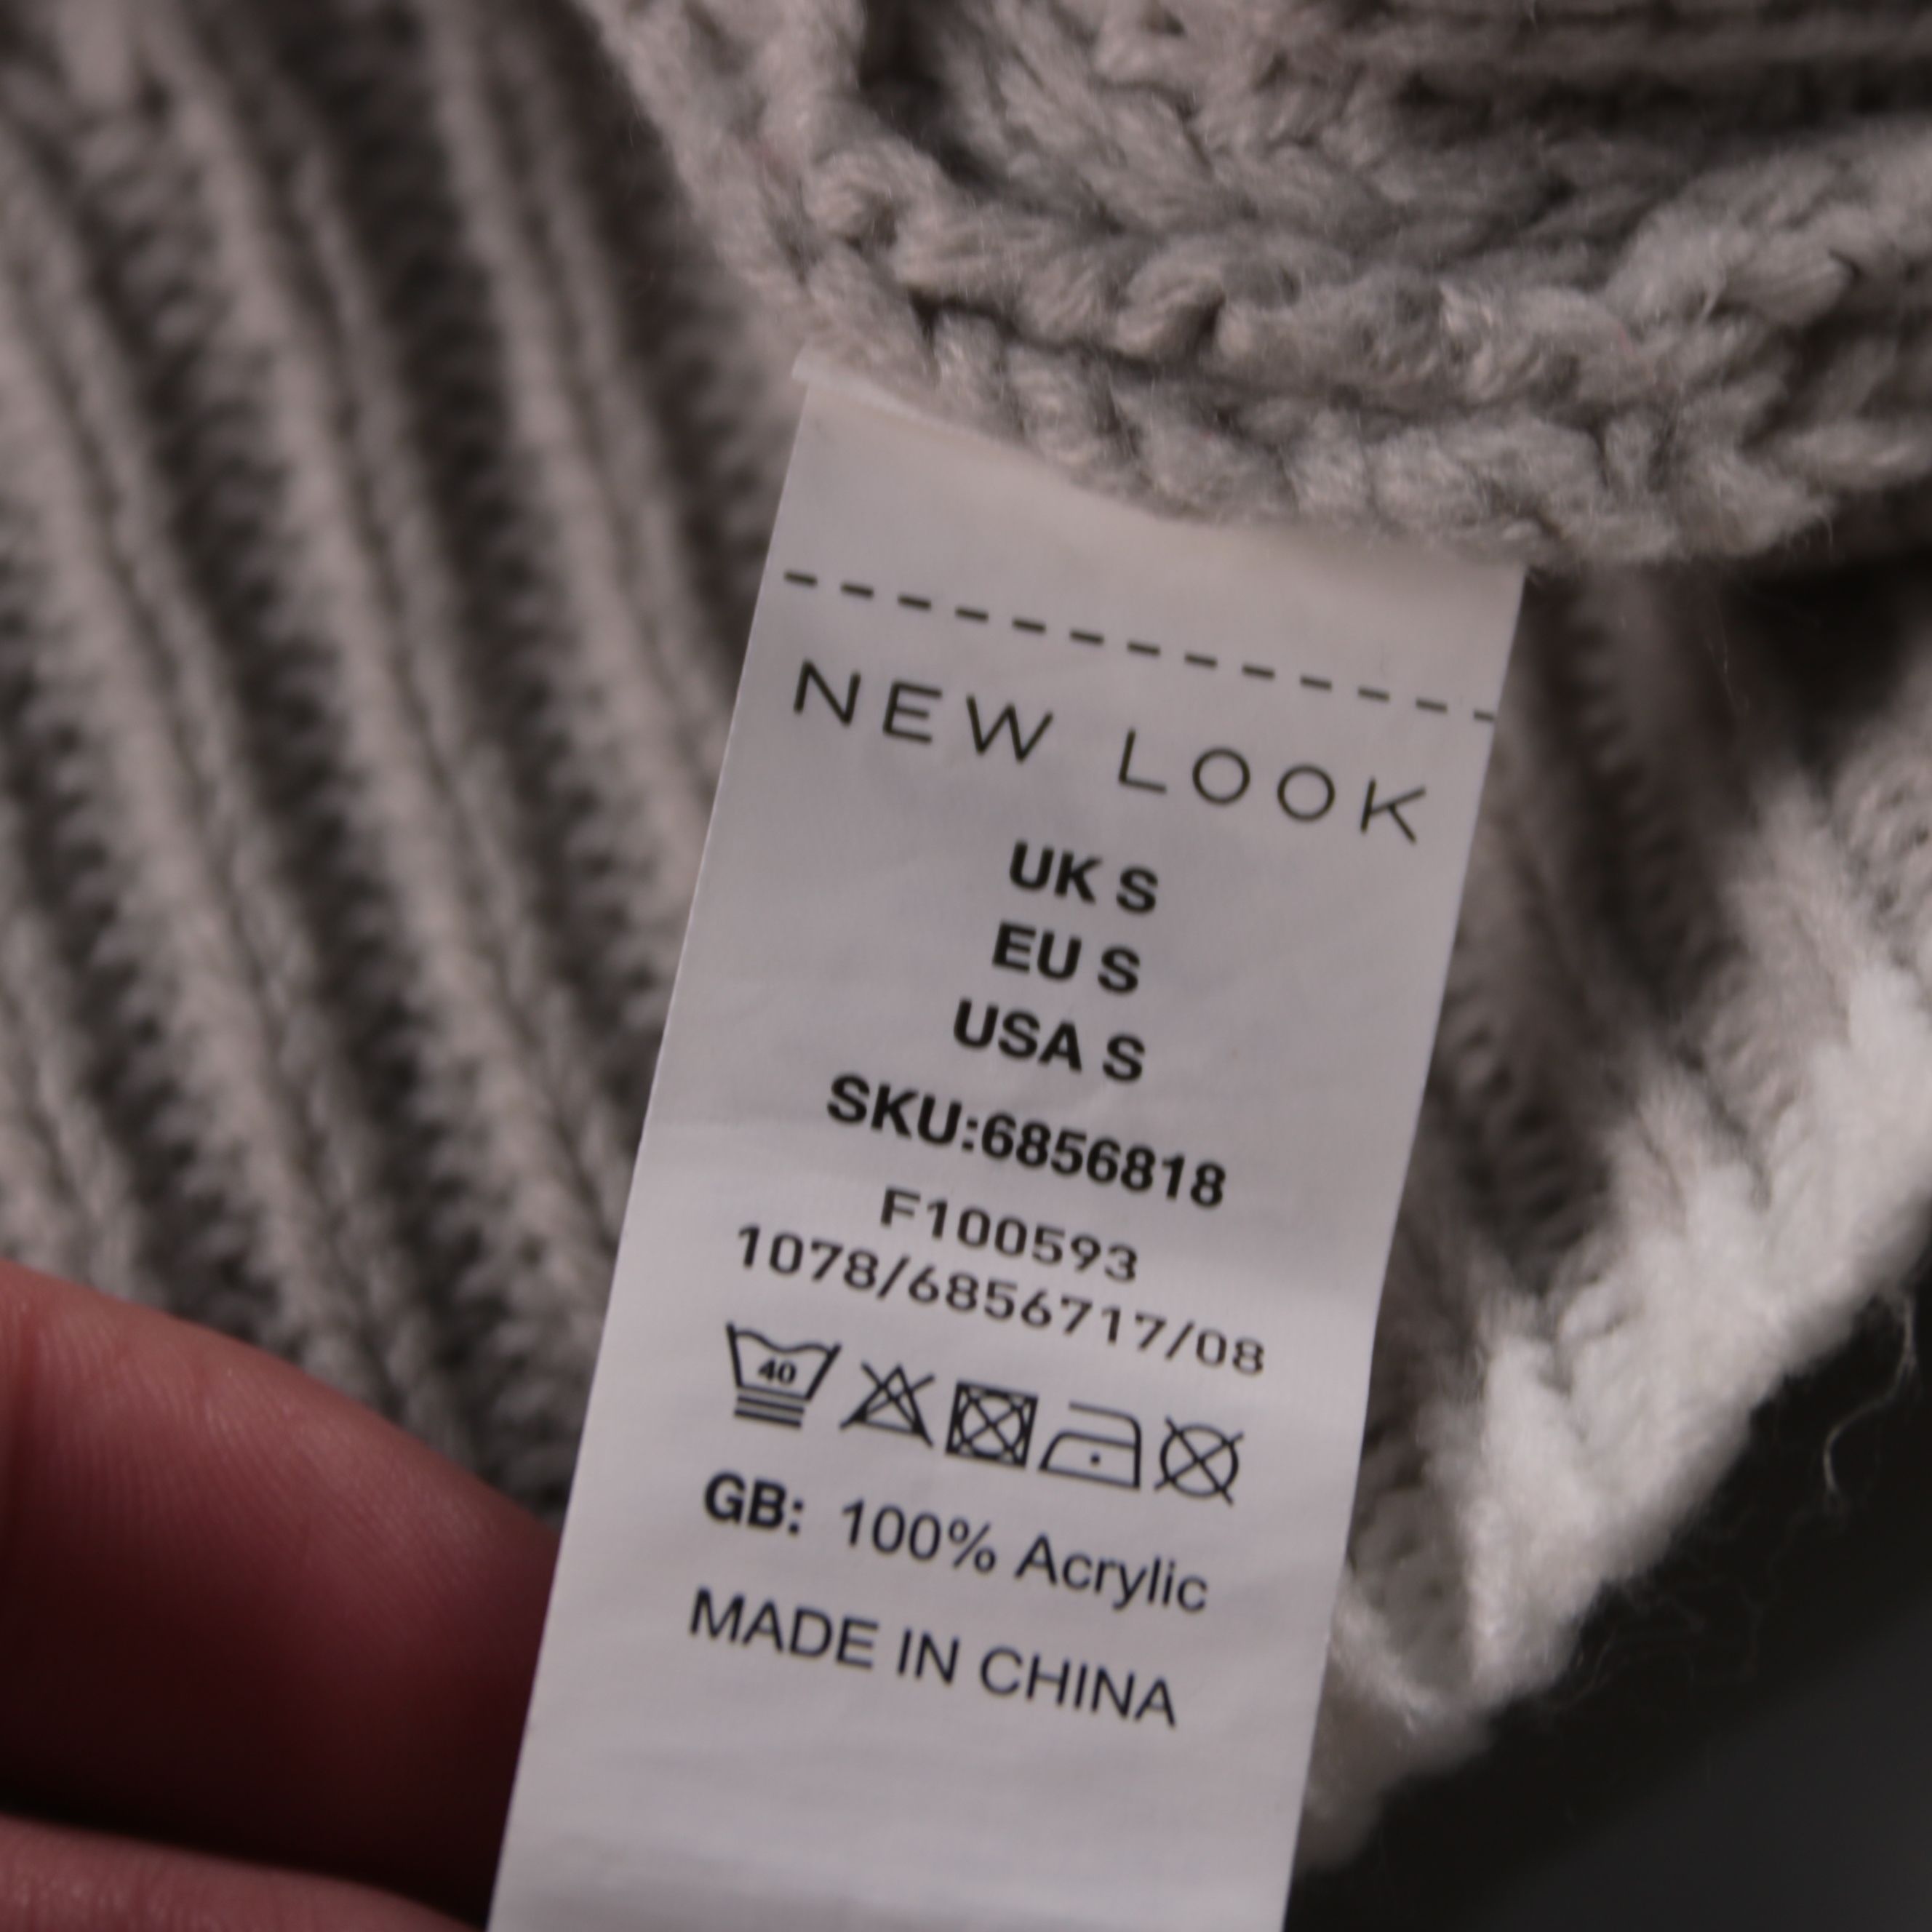 NEW LOOK
UK S
EU S
USA S
SKU:6856818
F100593
1078/6856717/08
40
GB: 100% Acrylic
MADE IN CHINA